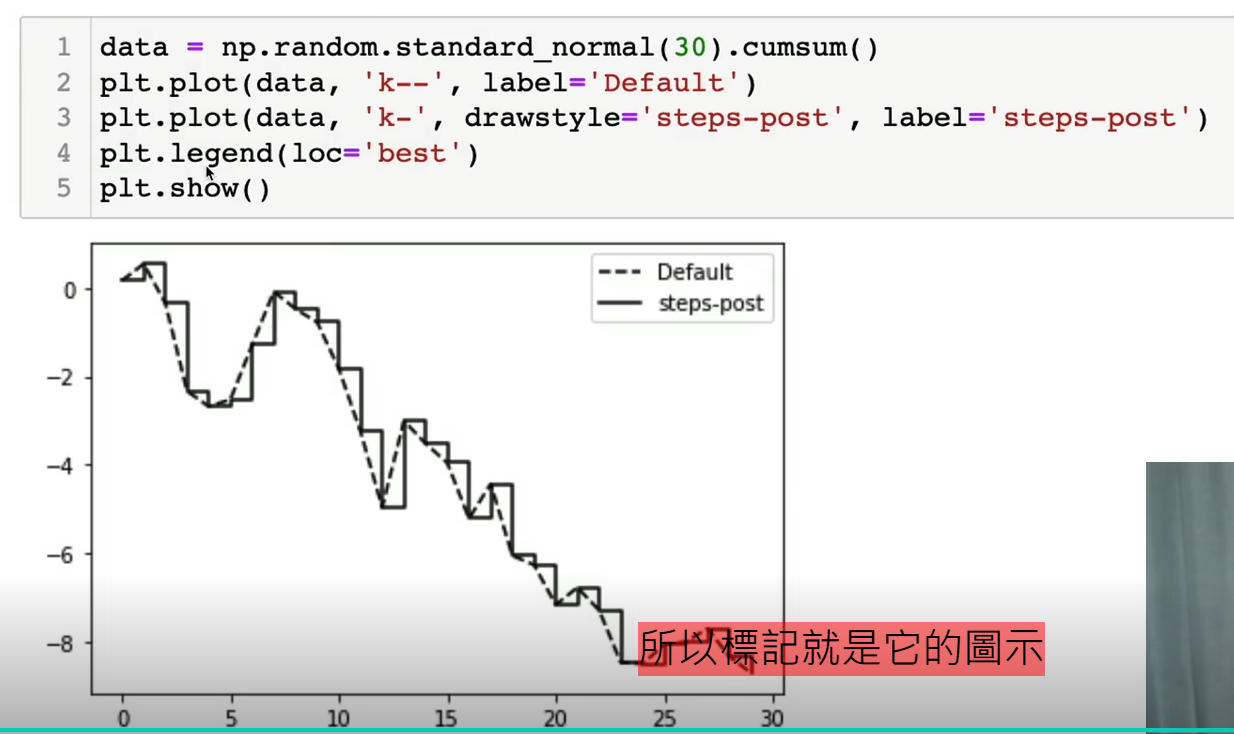 1 data = np.random.standard_normal(30).cumsum()
2 plt.plot(data, 'k--', label='Default')
3 plt.plot(data, 'k-', drawstyle='steps-post', label='steps-post')
4 plt.legend(loc='best')
5 plt.show()
Default
steps-post
0
−2
−4
−6
−8
所以標記就是它的圖示
0 5 10 15 20 25 30